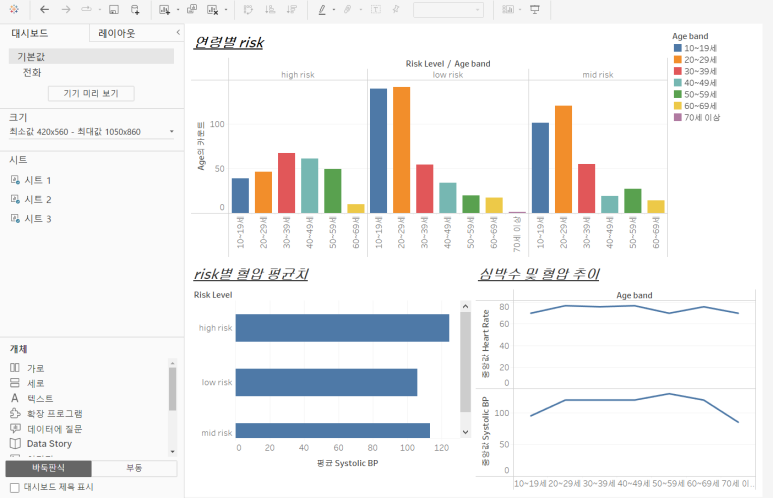 대시보드
레이아웃
기본값
전화
기기 미리 보기
크기
최소값 420x560 - 최대값 1050x860
시트
시트 1
시트 2
시트 3
개체
가로
세로
텍스트
확장 프로그램
데이터에 질문
Data Story
바둑판식
부동
대시보드 제목 표시
연령별 risk
Risk Level / Age band
high risk
low risk
mid risk
Age의 카운트
100
50
0
10~19세
20~29세
30~39세
40~49세
50~59세
60~69세
10~19세
20~29세
30~39세
40~49세
50~59세
60~69세
70세 이상
10~19세
20~29세
30~39세
40~49세
50~59세
60~69세
Age band
10~19세
20~29세
30~39세
40~49세
50~59세
60~69세
70세 이상
risk별 혈압 평균치
Risk Level
high risk
low risk
mid risk
0 20 40 60 80 100 120
평균 Systolic BP
심박수 및 혈압 추이
Age band
중앙값 Heart Rate
80
60
40
20
0
중앙값 Systolic BP
100
50
0
10~19세 20~29세 30~39세 40~49세 50~59세 60~69세 70세 이...